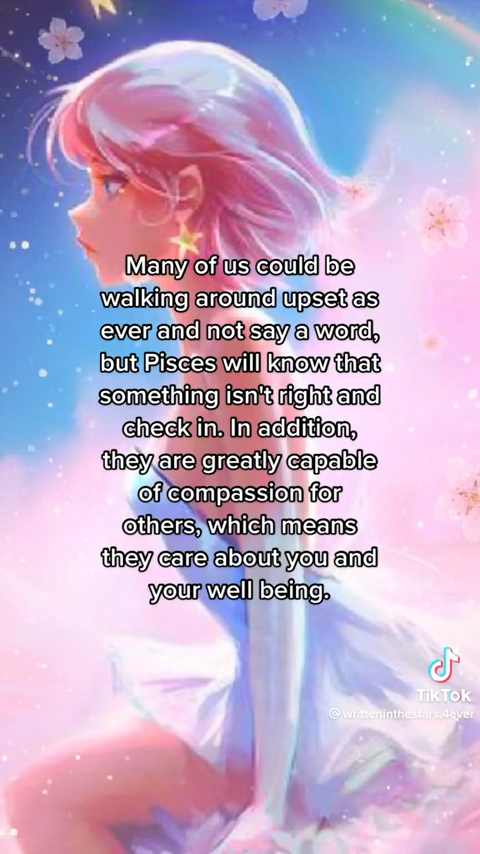 Many of us could be
walking around upset as
ever and not say a word,
but Pisces will know that
something isn't right and
check in. In addition,
they are greatly capable
of compassion for
others, which means
they care about you and
your well being.
TikTok
@writteninthestars.4ever